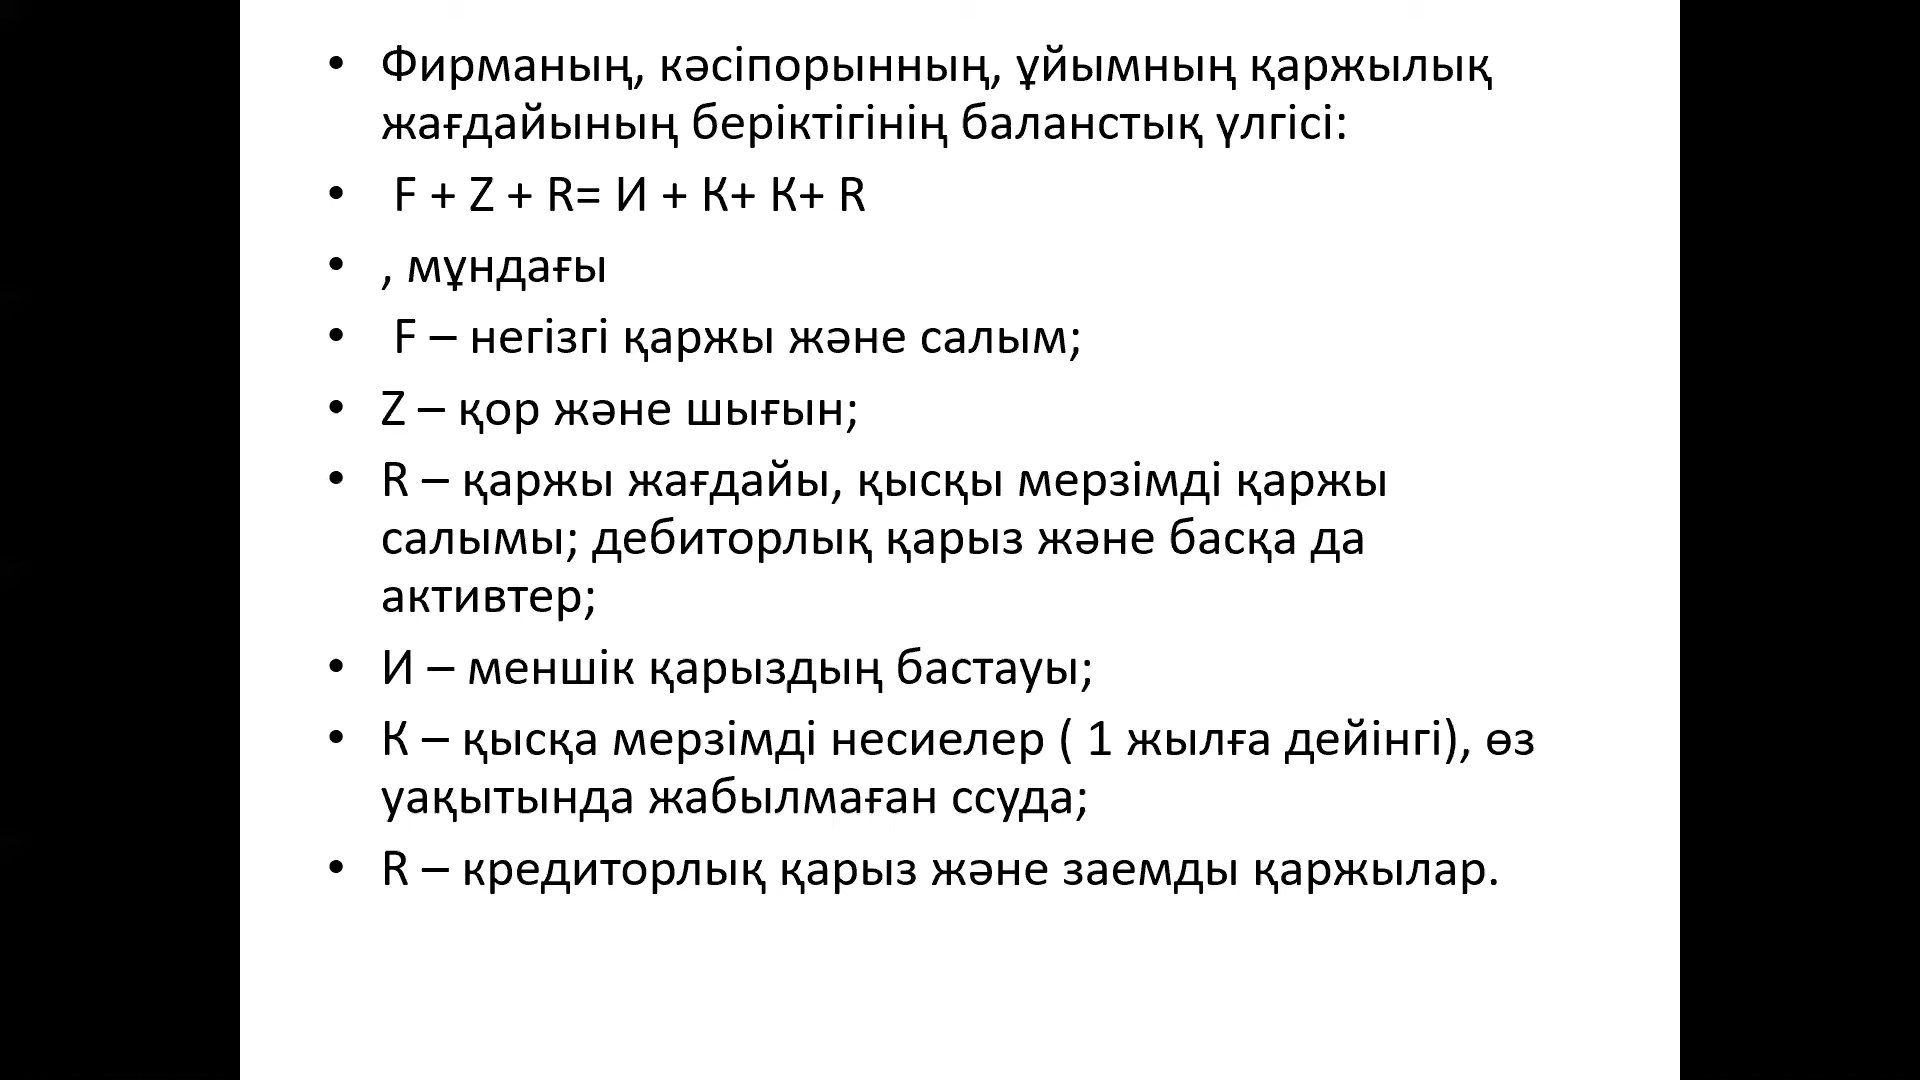 • Фирманың, кәсіпорынның, ұйымның қаржылық
жағдайының беріктігінің баланстық үлгісі:
• F + Z + R= И + К+ К+ R
• , мұндағы
• F – негізгі қаржы және салым;
• Z – қор және шығын;
• R – қаржы жағдайы, қысқы мерзімді қаржы
салымы; дебиторлық қарыз және басқа да
активтер;
• И – меншік қарыздың бастауы;
• К – қысқа мерзімді несиелер ( 1 жылға дейінгі), өз
уақытында жабылмаған ссуда;
• R – кредиторлық қарыз және заемды қаржылар.